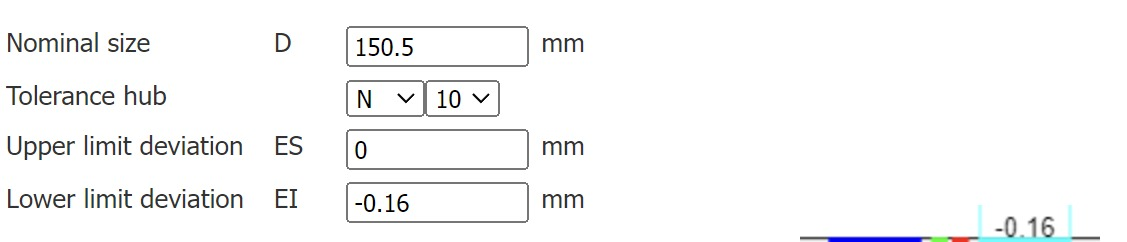 Nominal size D 150.5 mm
Tolerance hub N 10
Upper limit deviation ES 0 mm
Lower limit deviation EI -0.16 mm
-0.16